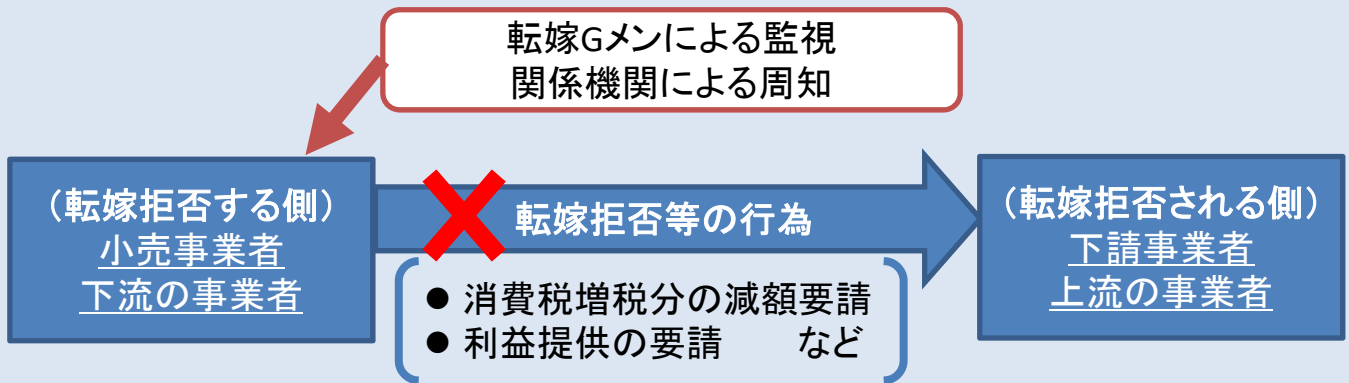 転嫁Gメンによる監視
関係機関による周知
（転嫁拒否する側）
小売事業者
下流の事業者
転嫁拒否等の行為
● 消費税増税分の減額要請
● 利益提供の要請　　など
（転嫁拒否される側）
下請事業者
上流の事業者